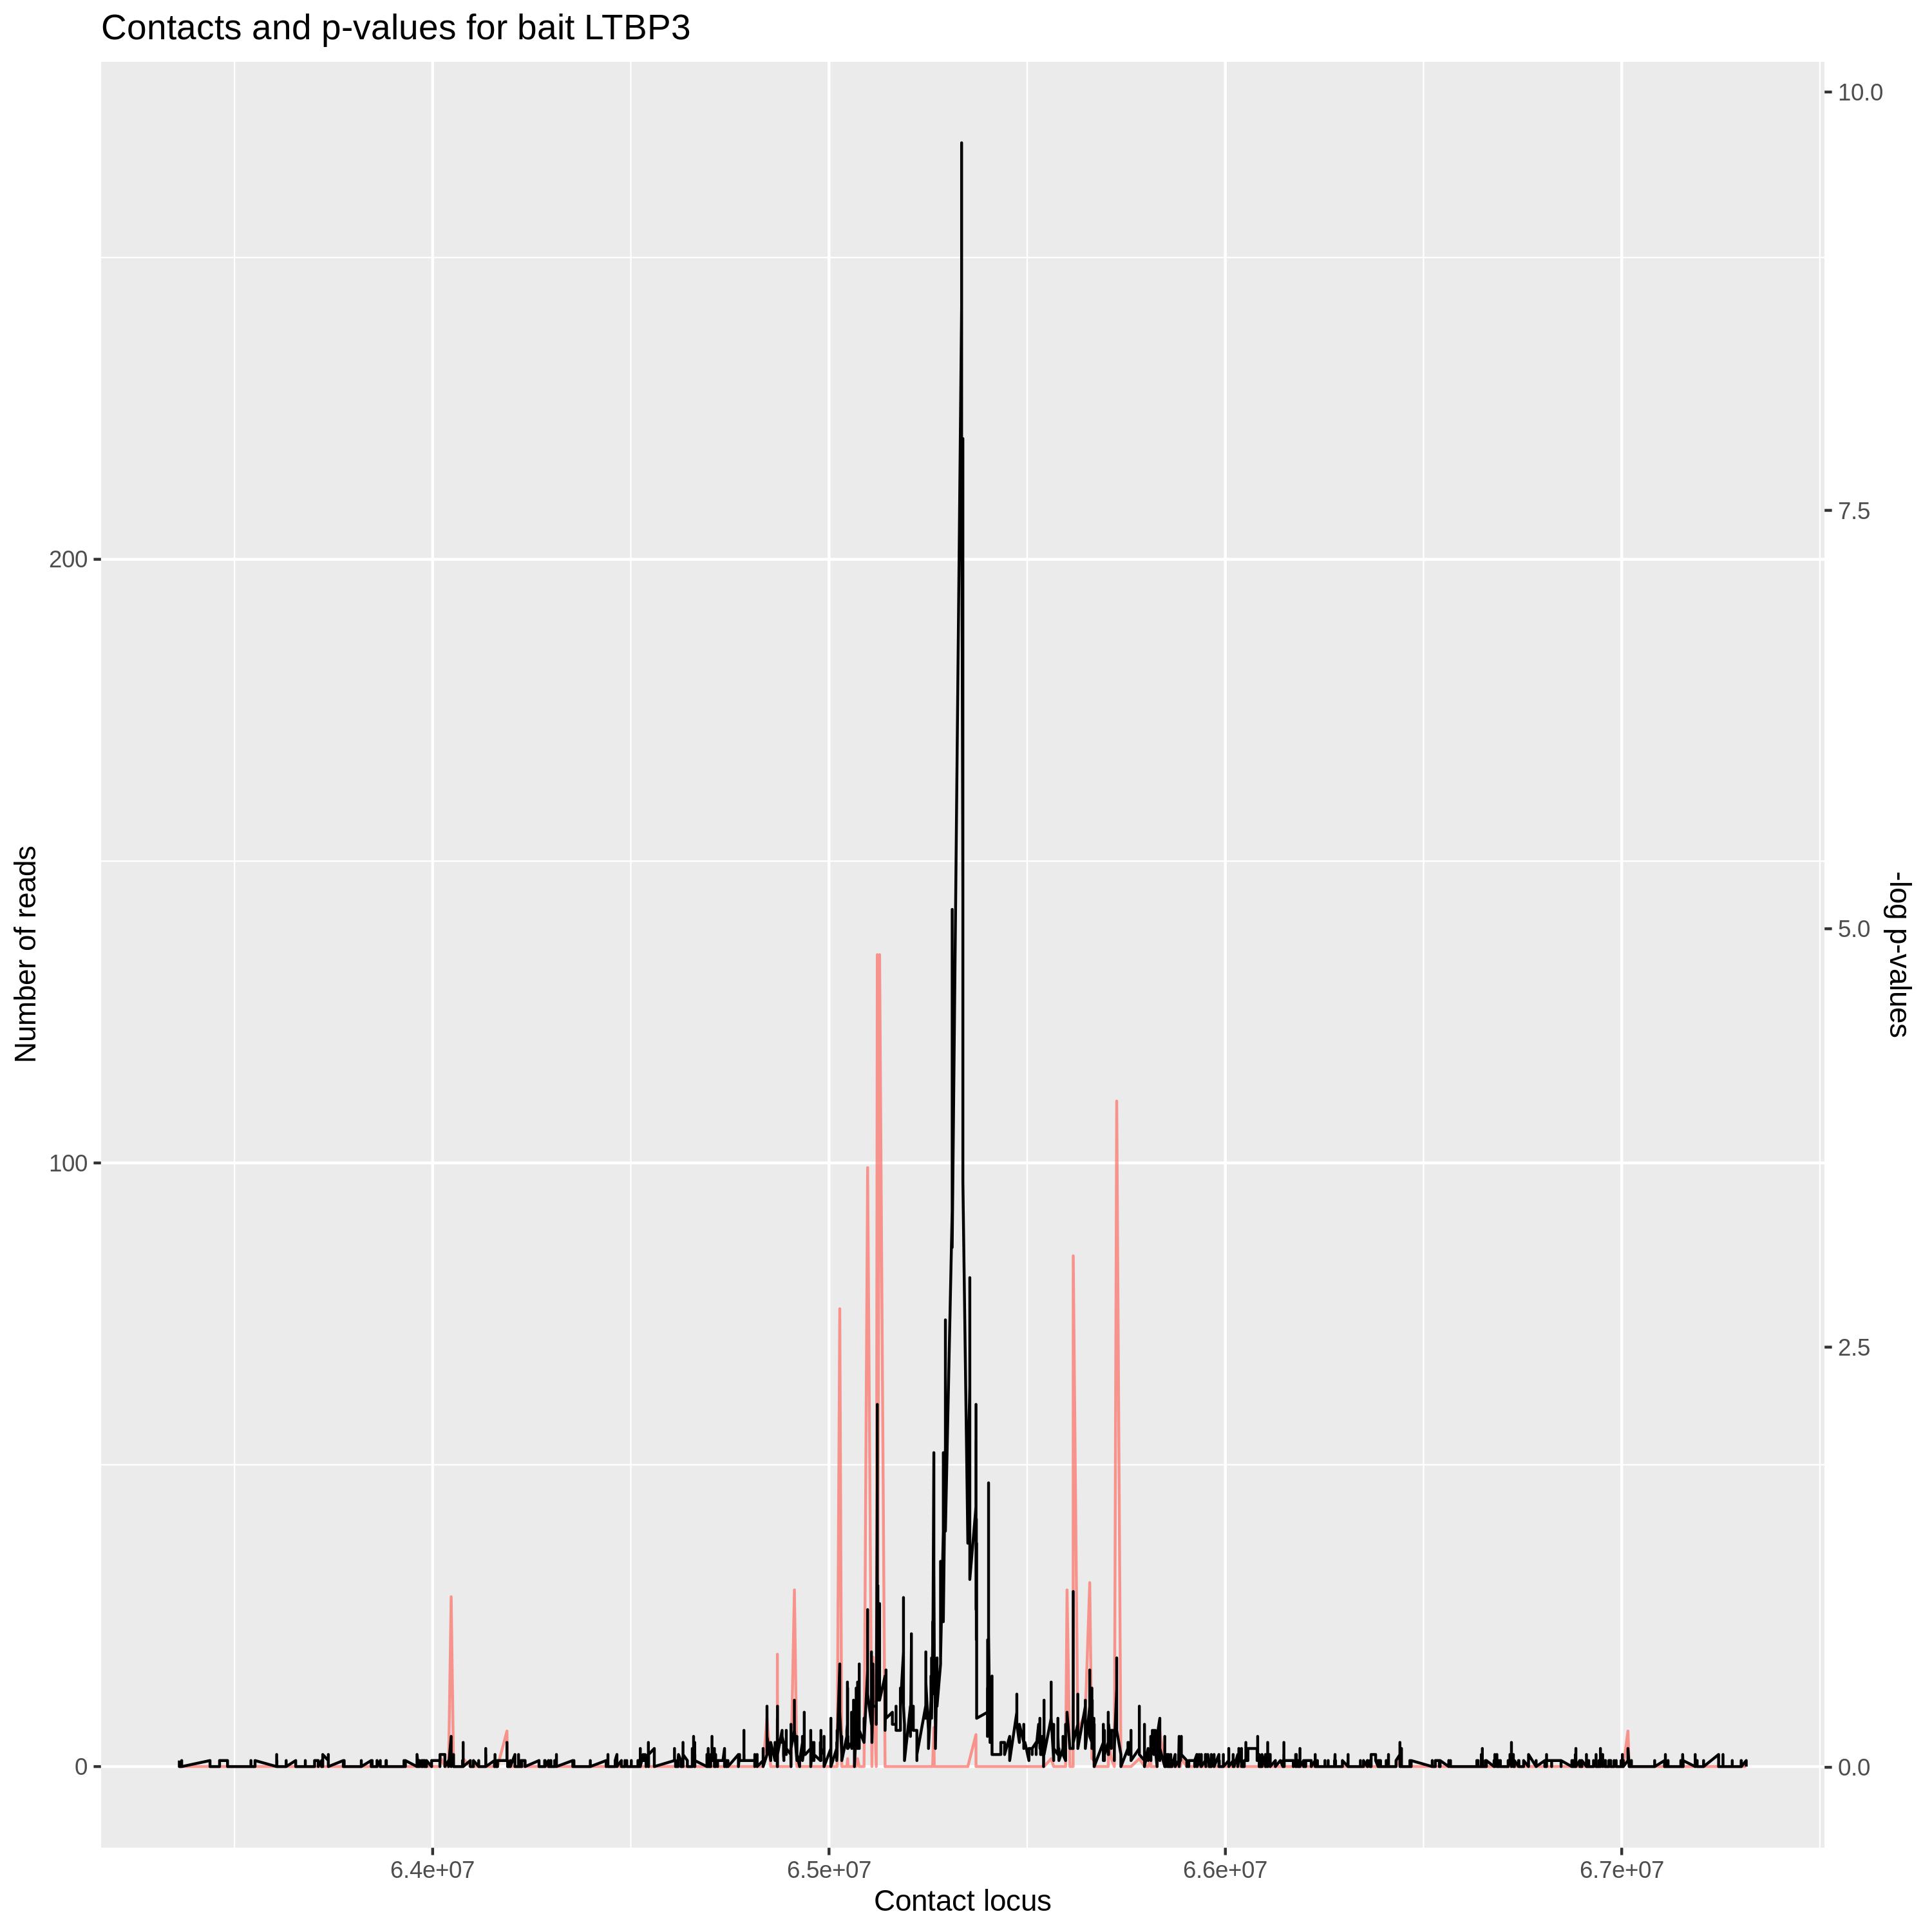 Contacts and p-values for bait LTBP3
10.0
7.5
5.0
2.5
0.0
200
100
0
Number of reads
-log p-values
6.4e+07
6.5e+07
6.6e+07
6.7e+07
Contact locus